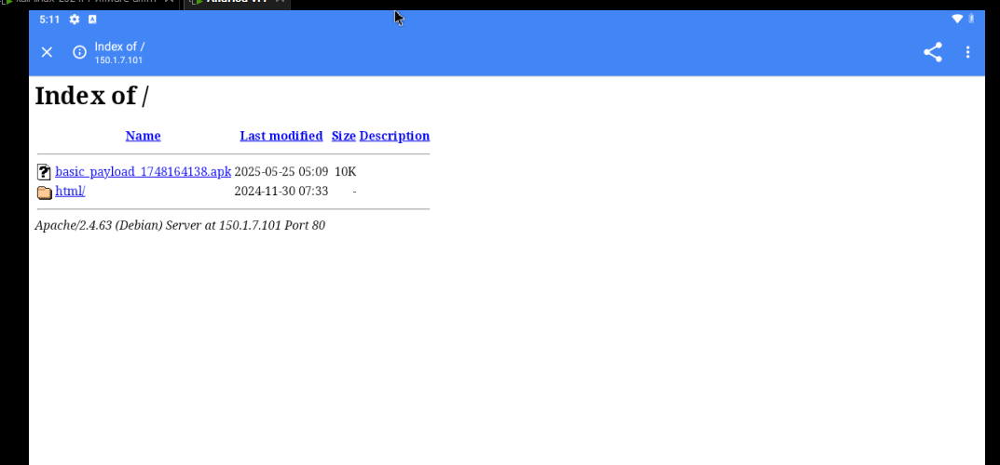 5:11
Index of /
150.1.7.101
Index of /
Name Last modified Size Description
basic_payload_1748164138.apk 2025-05-25 05:09 10K
html/ 2024-11-30 07:33 -
Apache/2.4.63 (Debian) Server at 150.1.7.101 Port 80